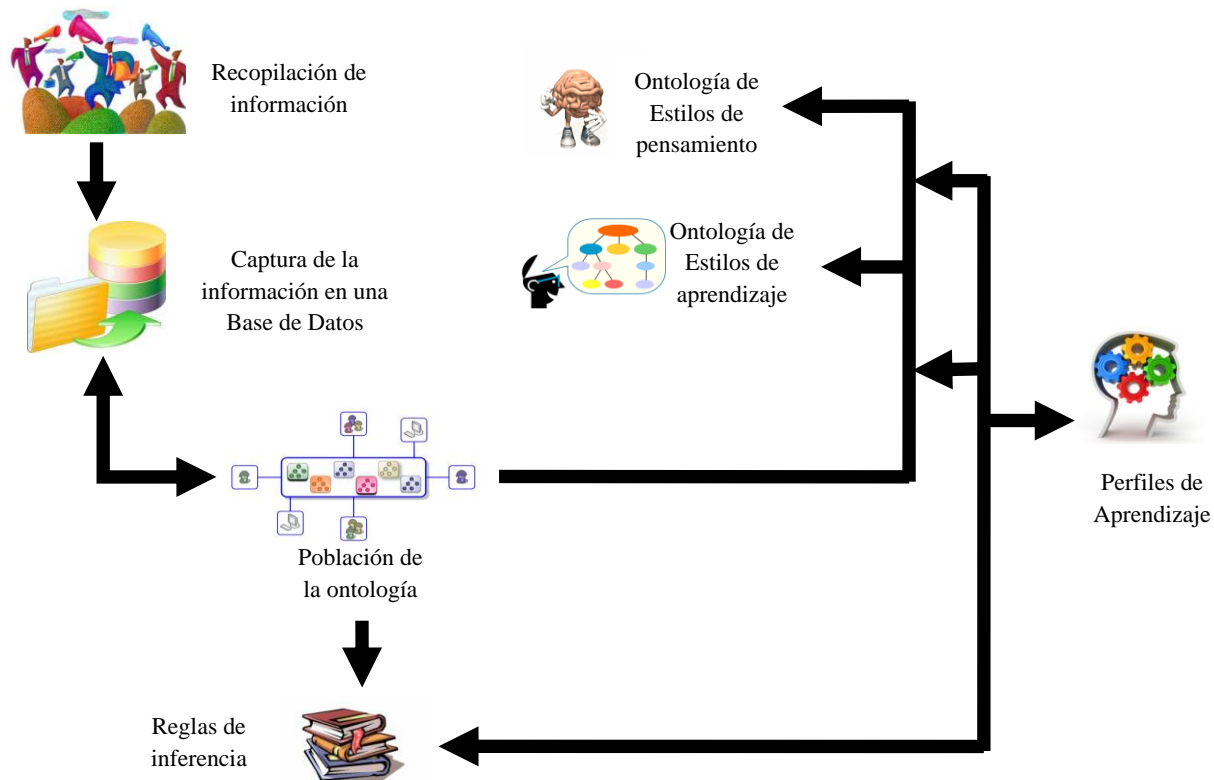 Recopilación de
información
Captura de la
información en una
Base de Datos
Población de
la ontología
Reglas de
inferencia
Ontología de
Estilos de
pensamiento
Ontología de
Estilos de
aprendizaje
Perfiles de
Aprendizaje